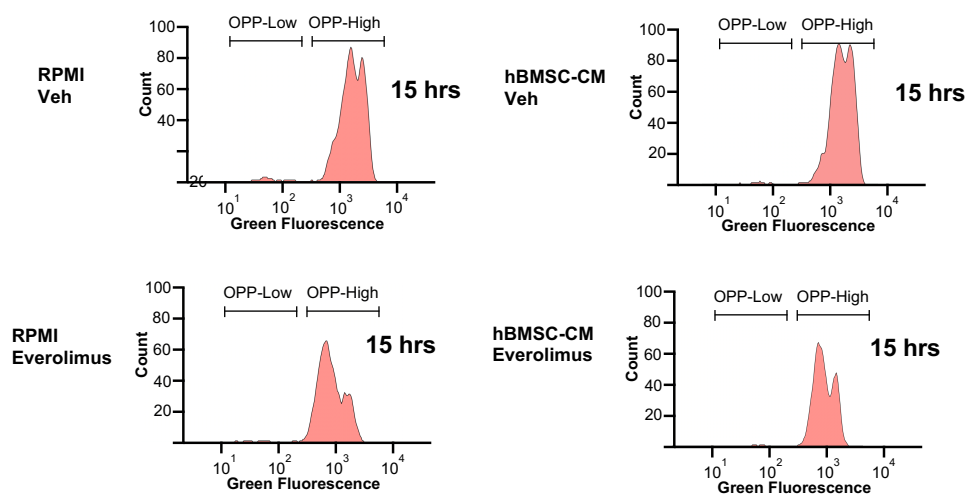 OPP-Low OPP-High
RPMI
Veh
15 hrs
Count
100
80
60
40
20
10^1 10^2 10^3 10^4
Green Fluorescence
OPP-Low OPP-High
hBMSC-CM
Veh
15 hrs
Count
100
80
60
40
20
10^1 10^2 10^3 10^4
Green Fluorescence
OPP-Low OPP-High
RPMI
Everolimus
15 hrs
Count
100
80
60
40
20
10^1 10^2 10^3 10^4
Green Fluorescence
OPP-Low OPP-High
hBMSC-CM
Everolimus
15 hrs
Count
100
80
60
40
20
10^1 10^2 10^3 10^4
Green Fluorescence